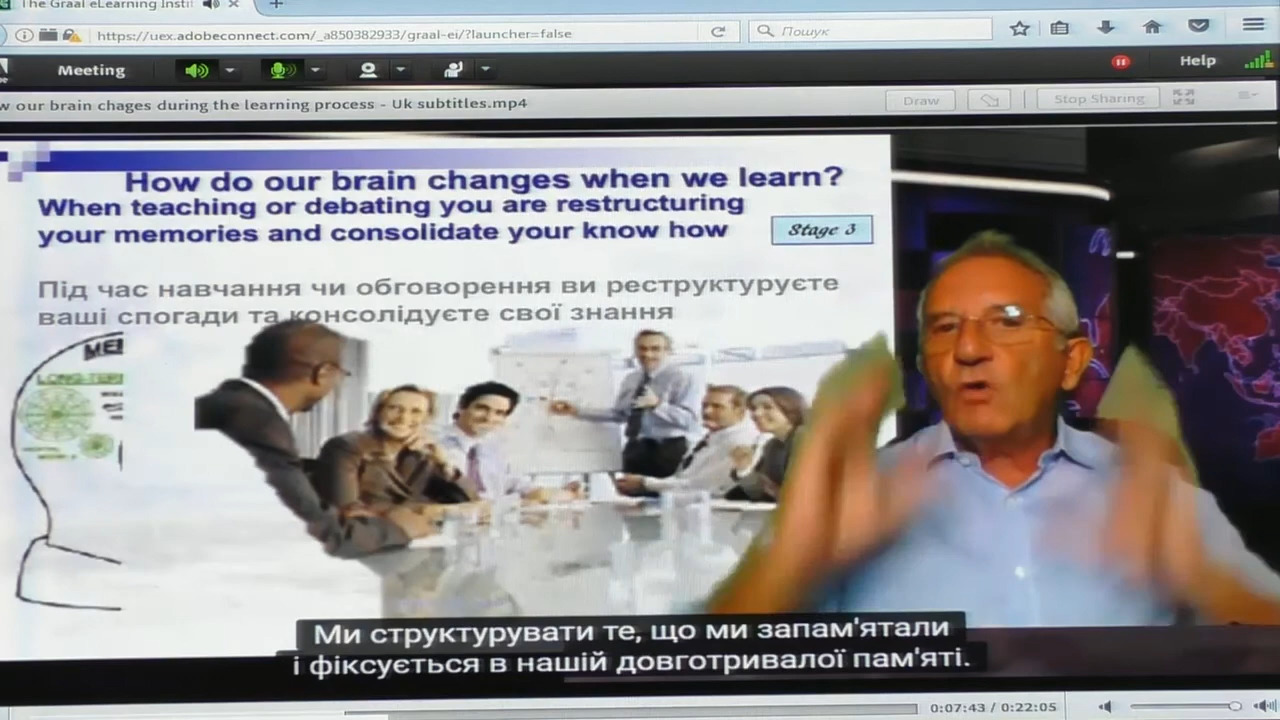 The Graal eLearning Insti
https://uex.adobeconnect.com/_a850382933/graal-ei/?launcher=false
Пошук
Meeting
Help
w our brain chages during the learning process - Uk subtitles.mp4
Draw
Stop Sharing
How do our brain changes when we learn?
When teaching or debating you are restructuring
your memories and consolidate your know how
Stage 3
Під час навчання чи обговорення ви реструктуруєте
ваші спогади та консолідуєте свої знання
LONG-TER
Ми структурувати те, що ми запам'ятали
і фіксується в нашій довготривалої пам'яті.
0:07:43 / 0:22:05